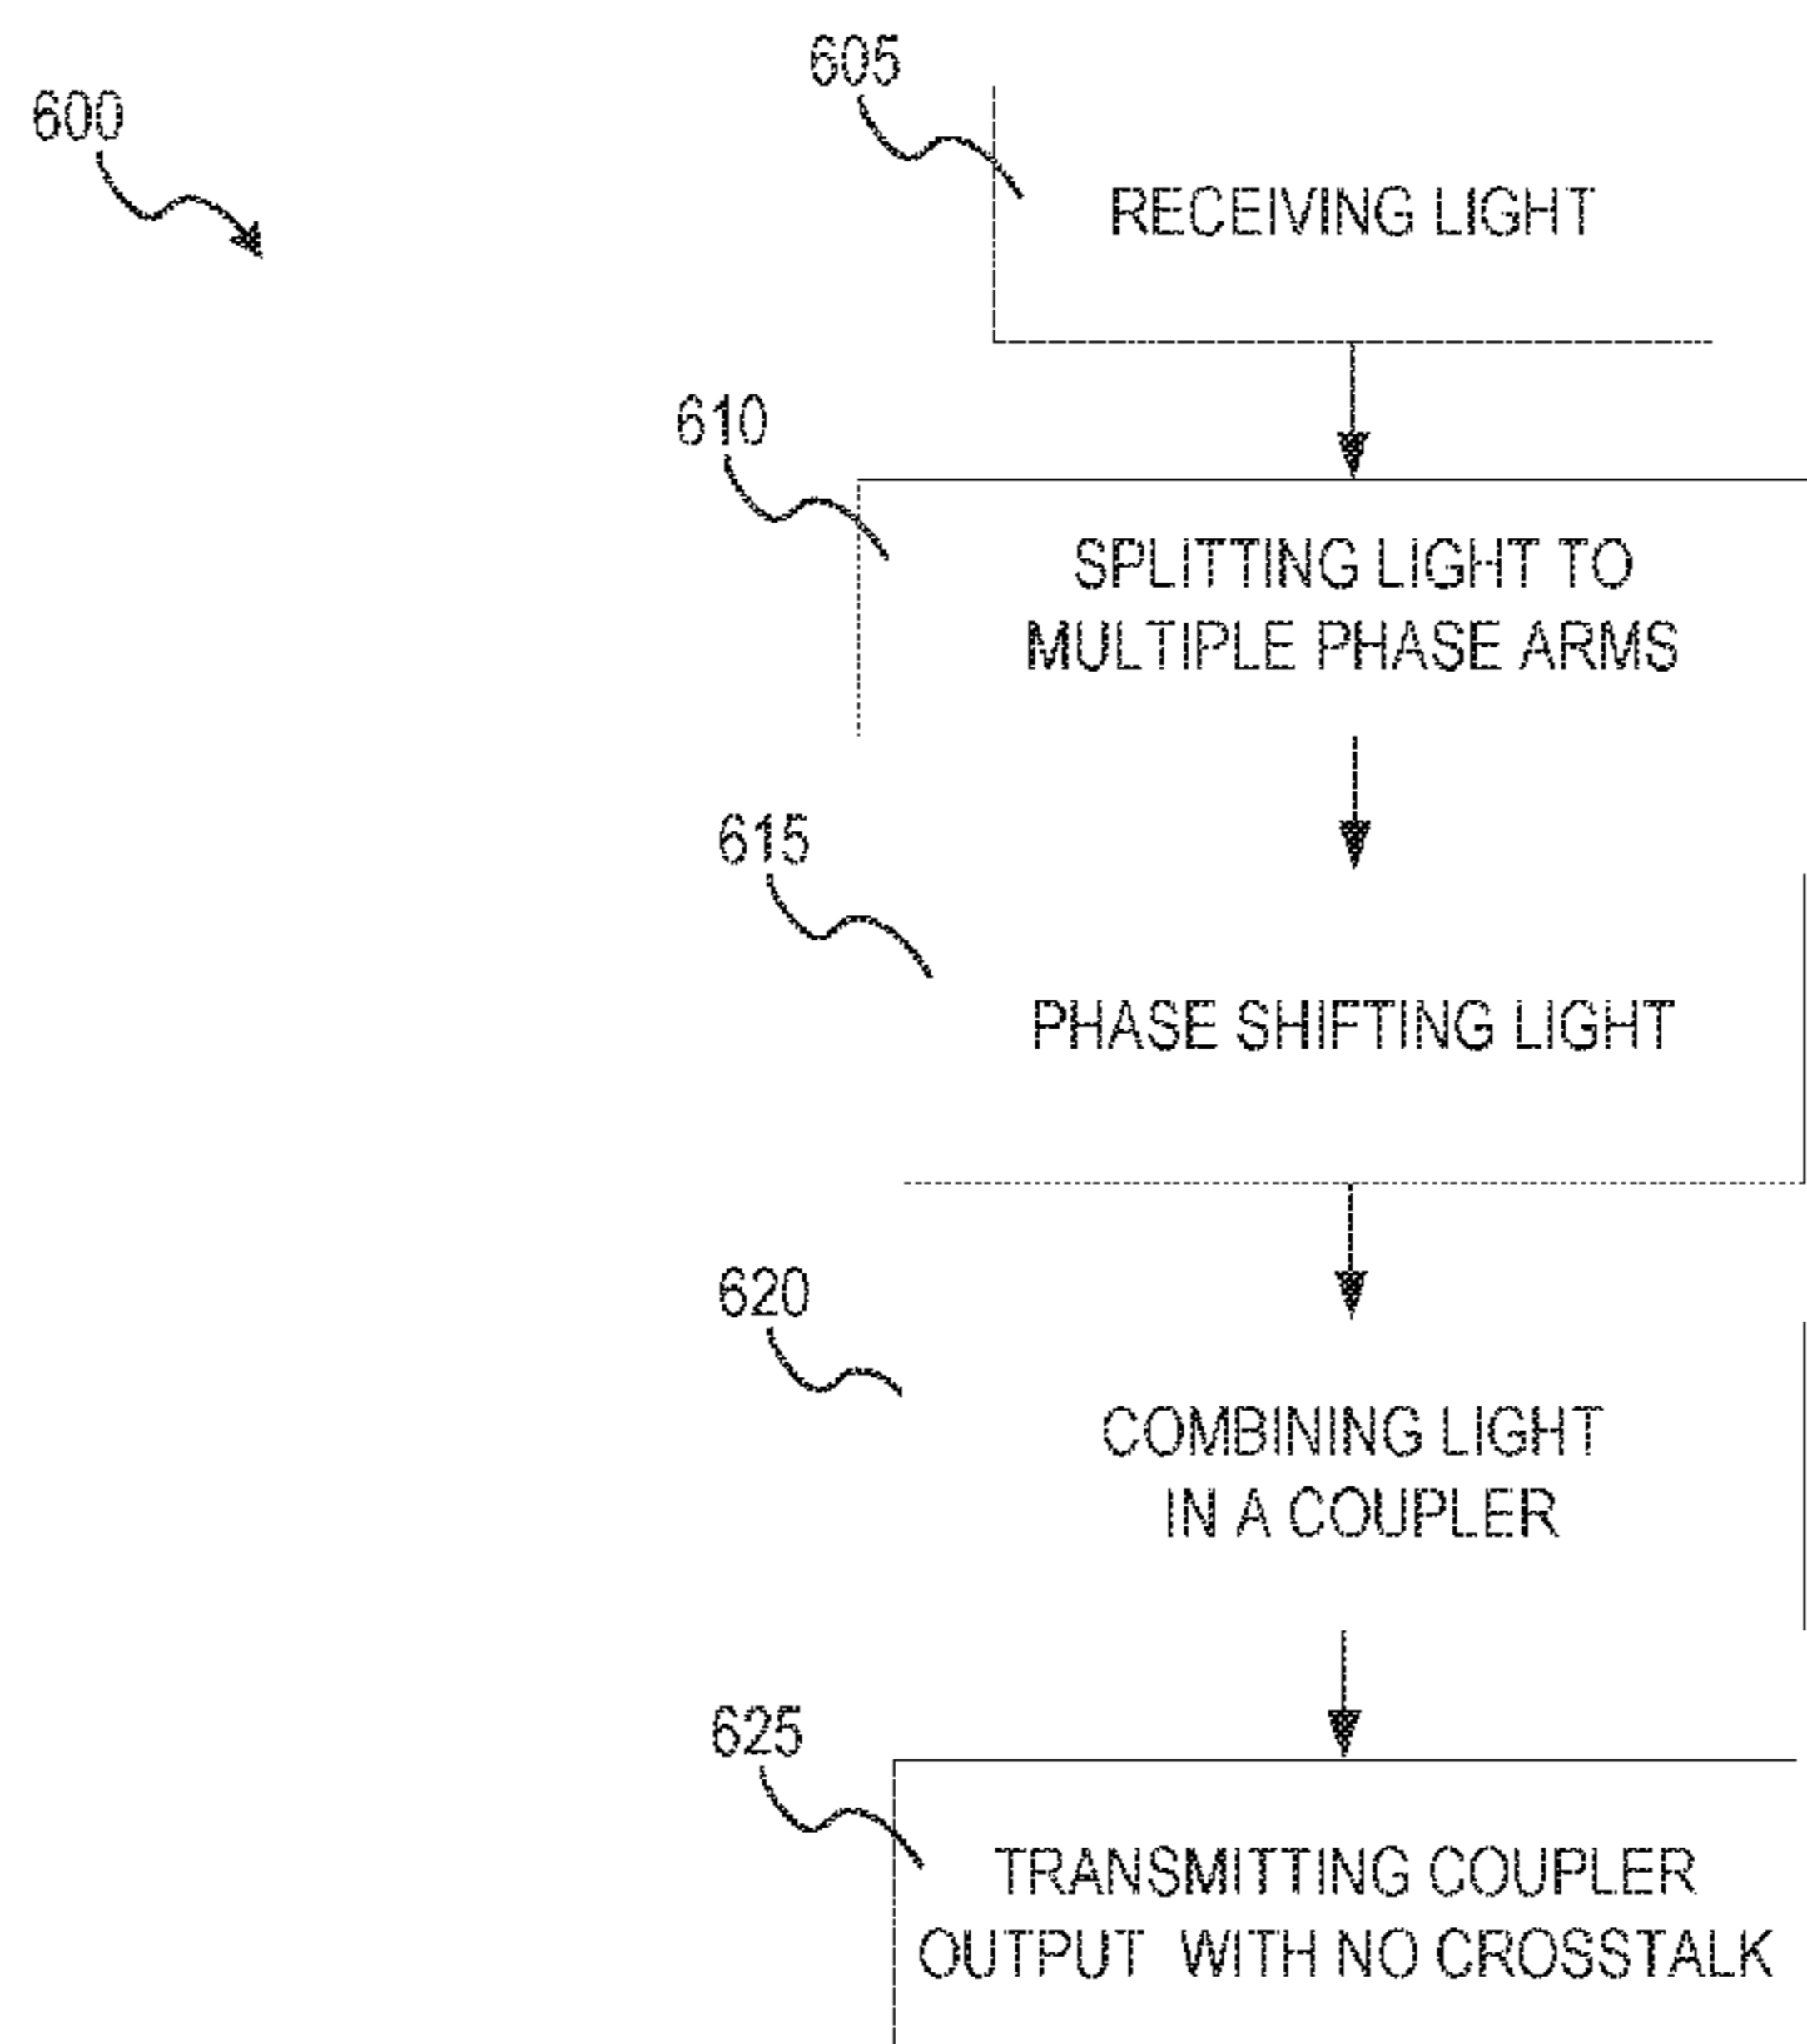 605
600
RECEIVING LIGHT
610
SPLITTING LIGHT TO
MULTIPLE PHASE ARMS
615
PHASE SHIFTING LIGHT
620
COMBINING LIGHT
IN A COUPLER
625
TRANSMITTING COUPLER
OUTPUT WITH NO CROSSTALK